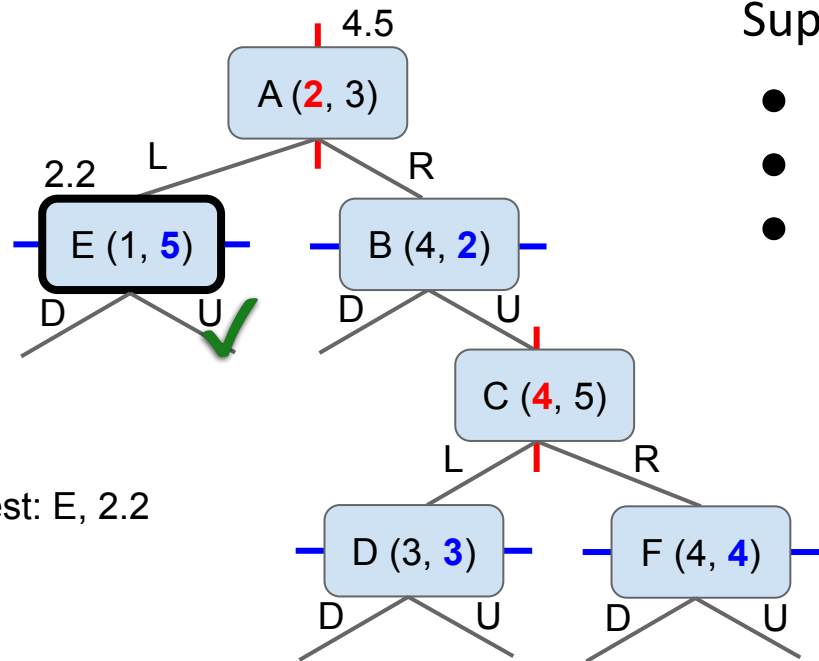 Sup
4.5
A (2, 3)
L
R
2.2
E (1, 5)
B (4, 2)
D
U
D
U
C (4, 5)
L
R
est: E, 2.2
D (3, 3)
F (4, 4)
D
U
D
U